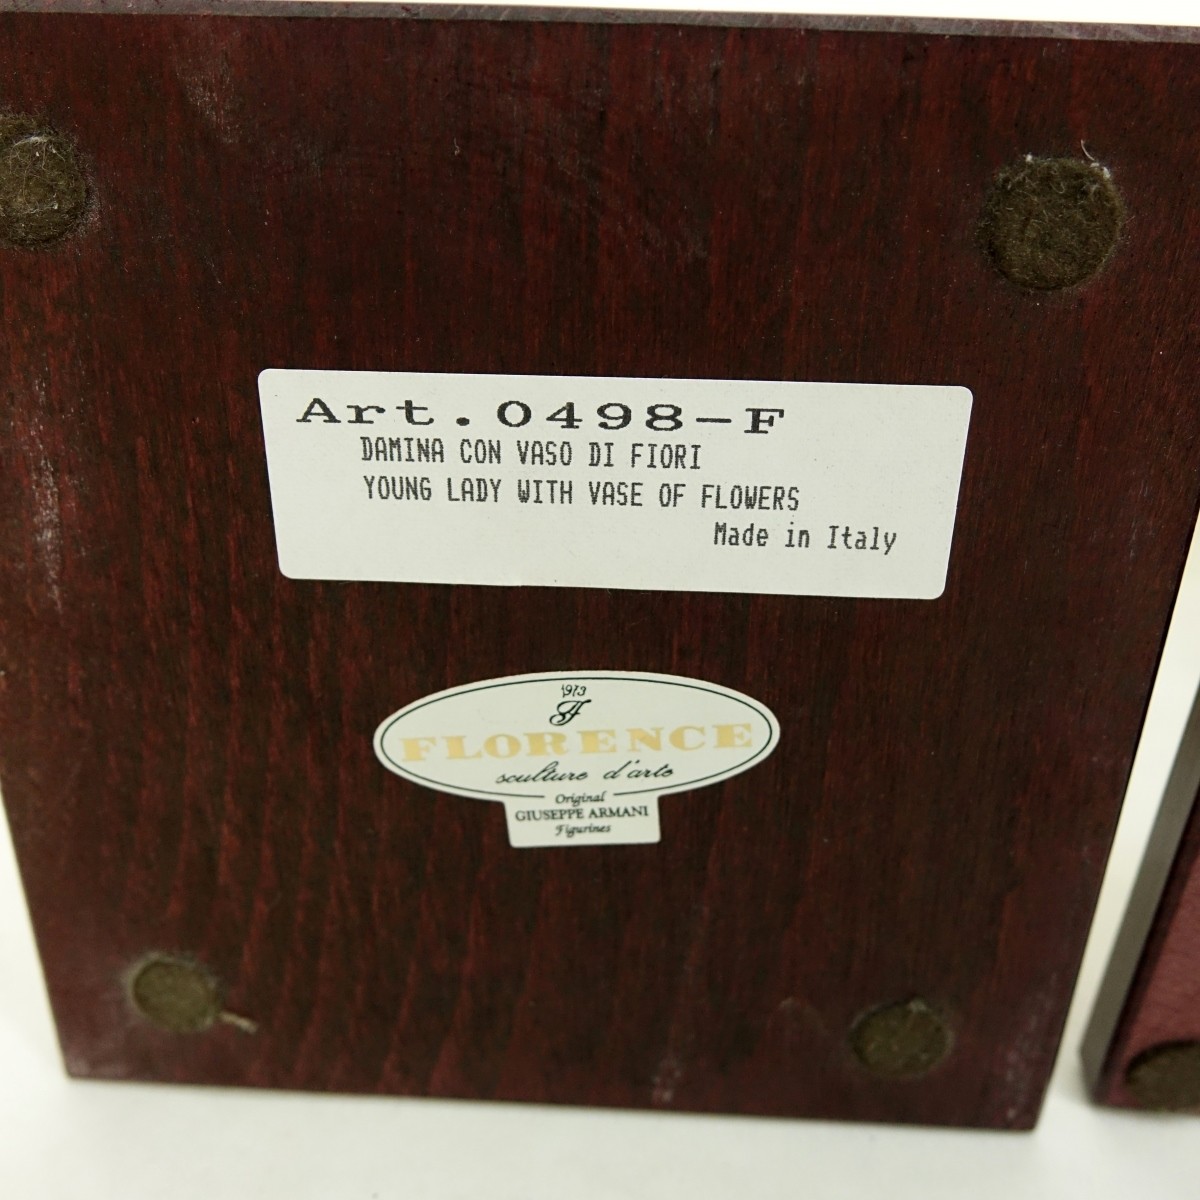 Art.0498-F
DAMINA CON VASO DI FIORI
YOUNG LADY WITH VASE OF FLOWERS
Made in Italy
1973
FLORENCE
sculture d'arte
Original
GIUSEPPE ARMANI
Figurines